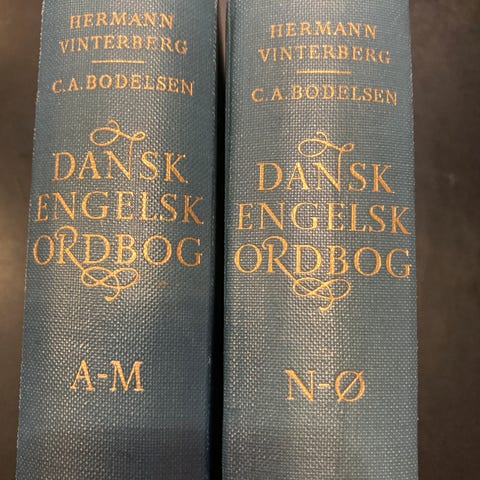 HERMANN
VINTERBERG
C.A.BODELSEN
DANSK
ENGELSK
ORDBOG
A-M
HERMANN
VINTERBERG
C.A.BODELSEN
DANSK
ENGELSK
ORDBOG
N-Ø